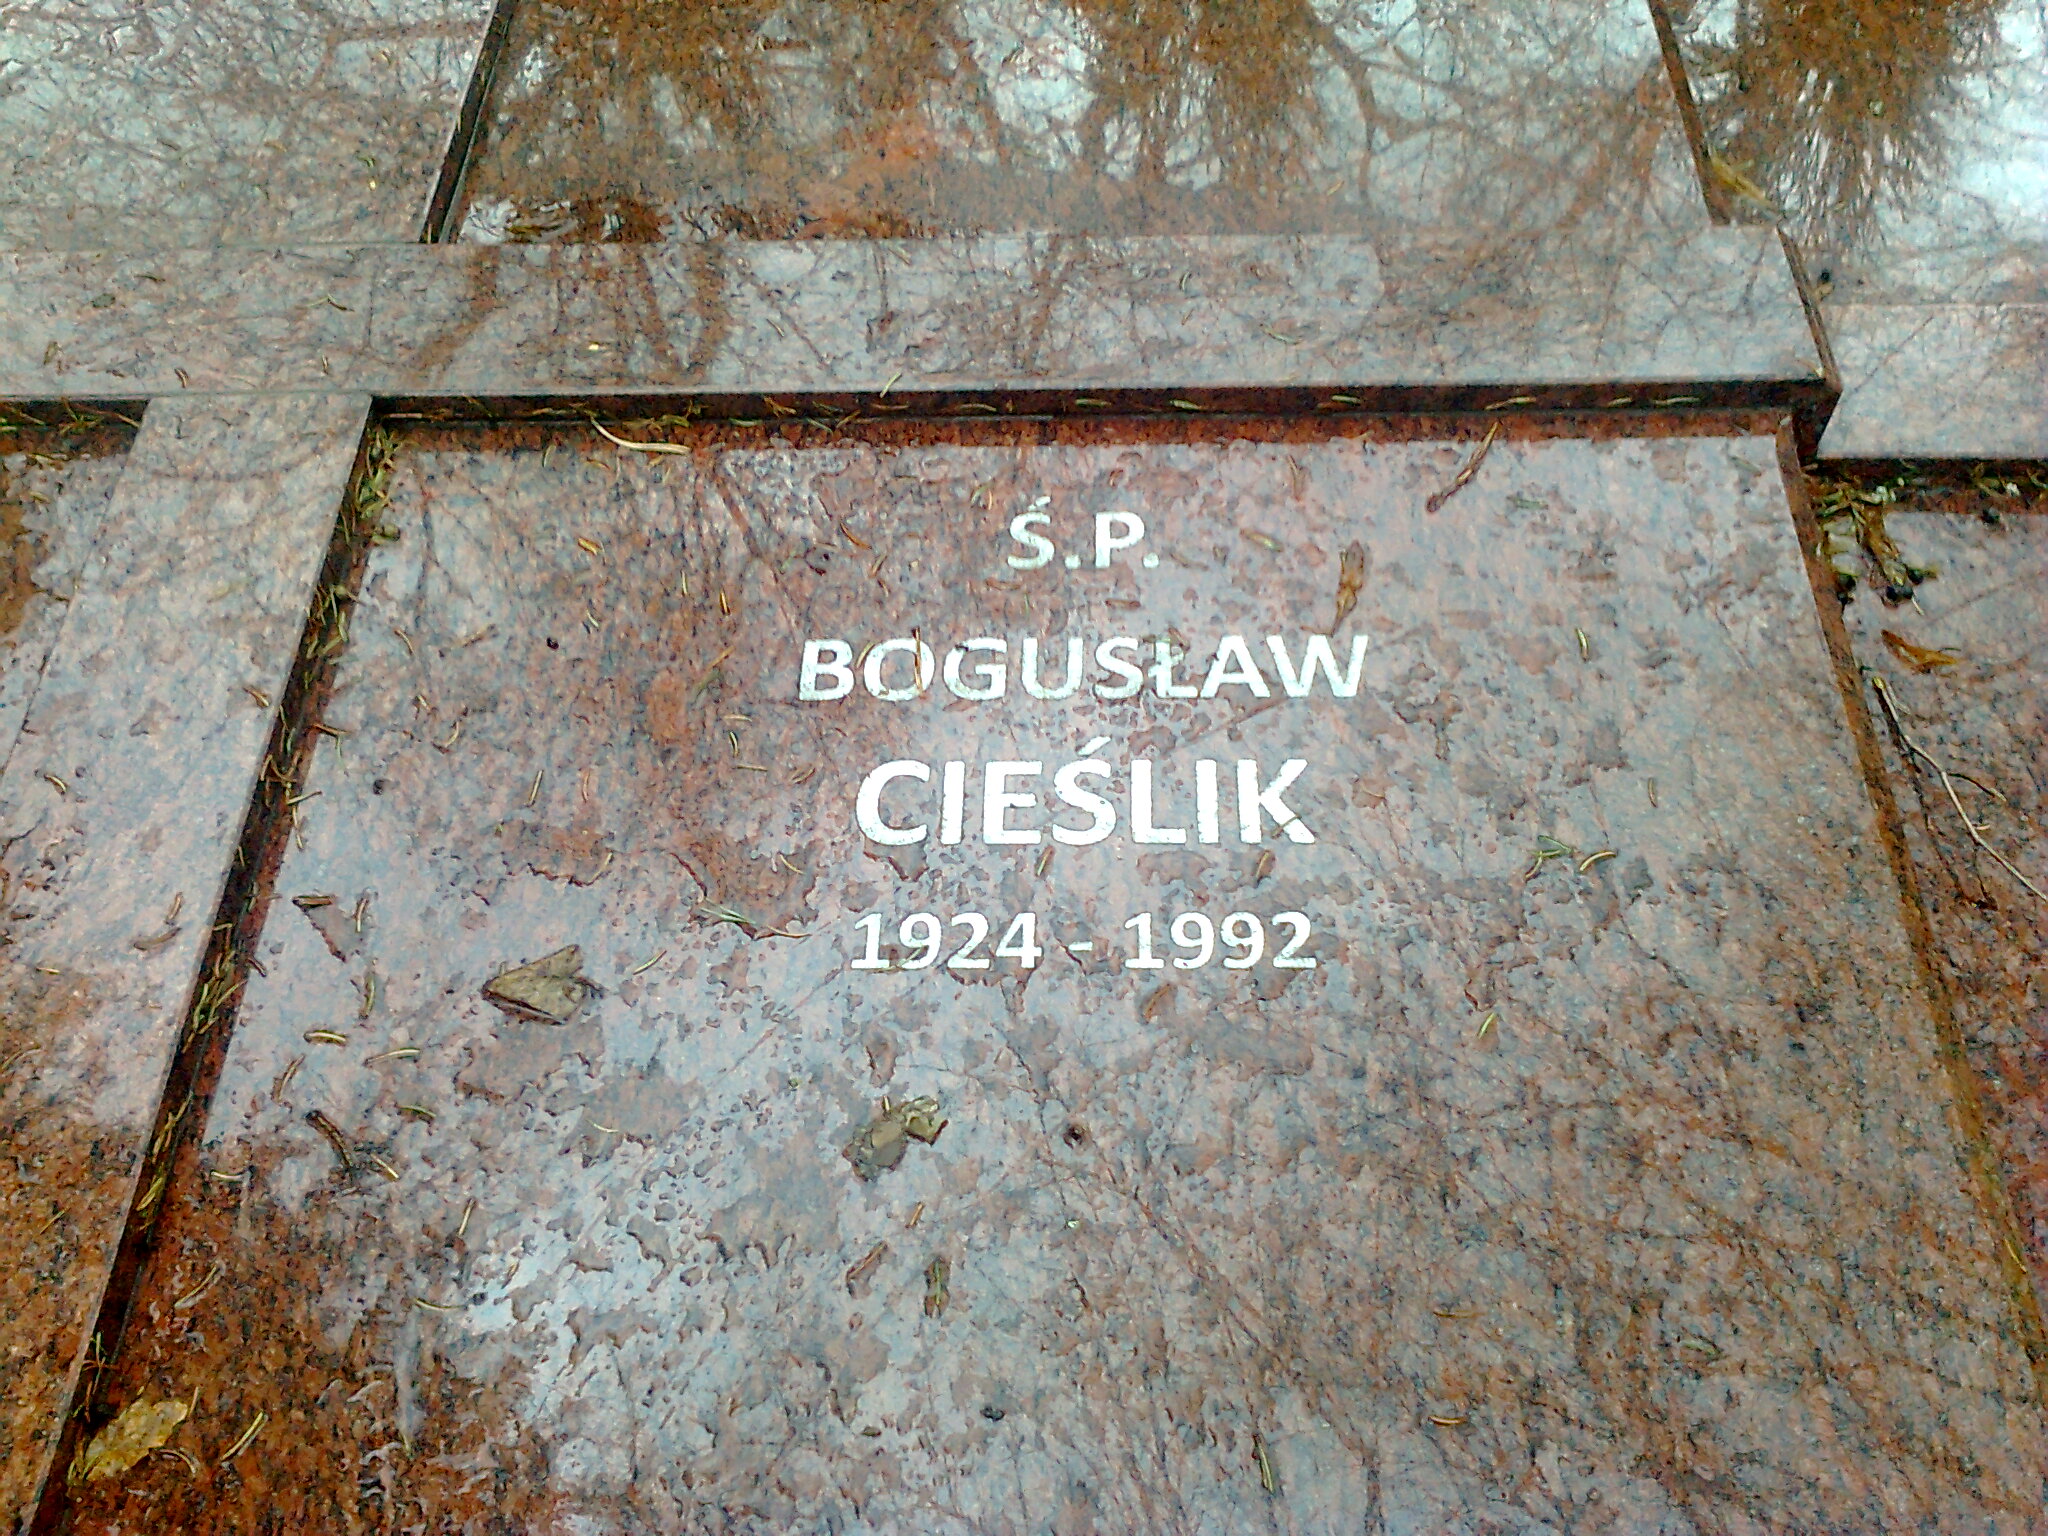 Ś.P.
BOGUSŁAW
CIEŚLIK
1924 - 1992